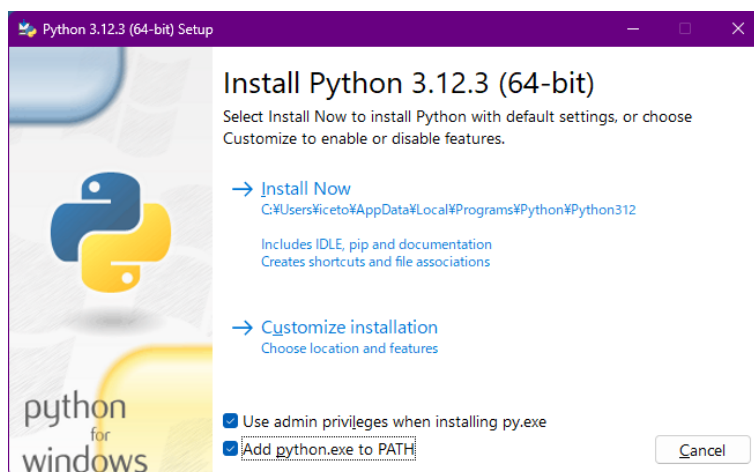 Python 3.12.3 (64-bit) Setup
Install Python 3.12.3 (64-bit)
Select Install Now to install Python with default settings, or choose
Customize to enable or disable features.
Install Now
C:¥Users¥iceto¥AppData¥Local¥Programs¥Python¥Python312
Includes IDLE, pip and documentation
Creates shortcuts and file associations
Customize installation
Choose location and features
python
for
windows
Use admin privileges when installing py.exe
Add python.exe to PATH
Cancel